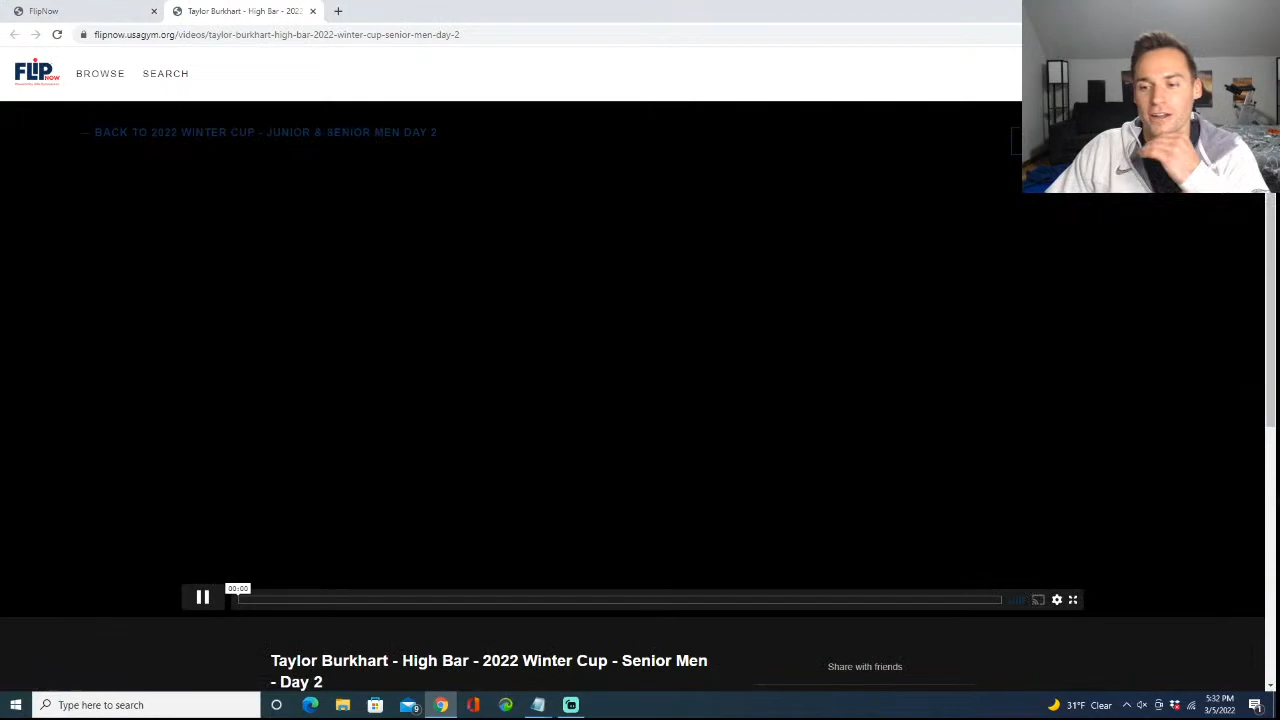 FlipNow
Taylor Burkhart - High Bar - 202
flipnow.usagym.org/videos/taylor-burkhart-high-bar-2022-winter-cup-senior-men-day-2
FLIP NOW
BROWSE
SEARCH
— BACK TO 2022 WINTER CUP - JUNIOR & SENIOR MEN DAY 2
00:00
Taylor Burkhart - High Bar - 2022 Winter Cup - Senior Men
- Day 2
Share with friends
Type here to search
9
31°F Clear
5:32 PM
3/5/2022
1